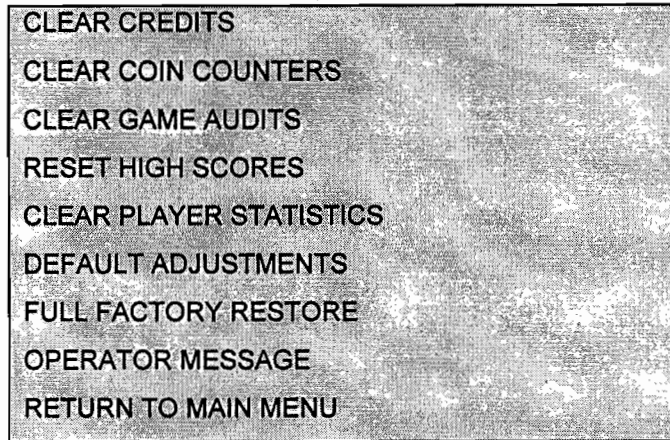 CLEAR CREDITS
CLEAR COIN COUNTERS
CLEAR GAME AUDITS
RESET HIGH SCORES
CLEAR PLAYER STATISTICS
DEFAULT ADJUSTMENTS
FULL FACTORY RESTORE
OPERATOR MESSAGE
RETURN TO MAIN MENU